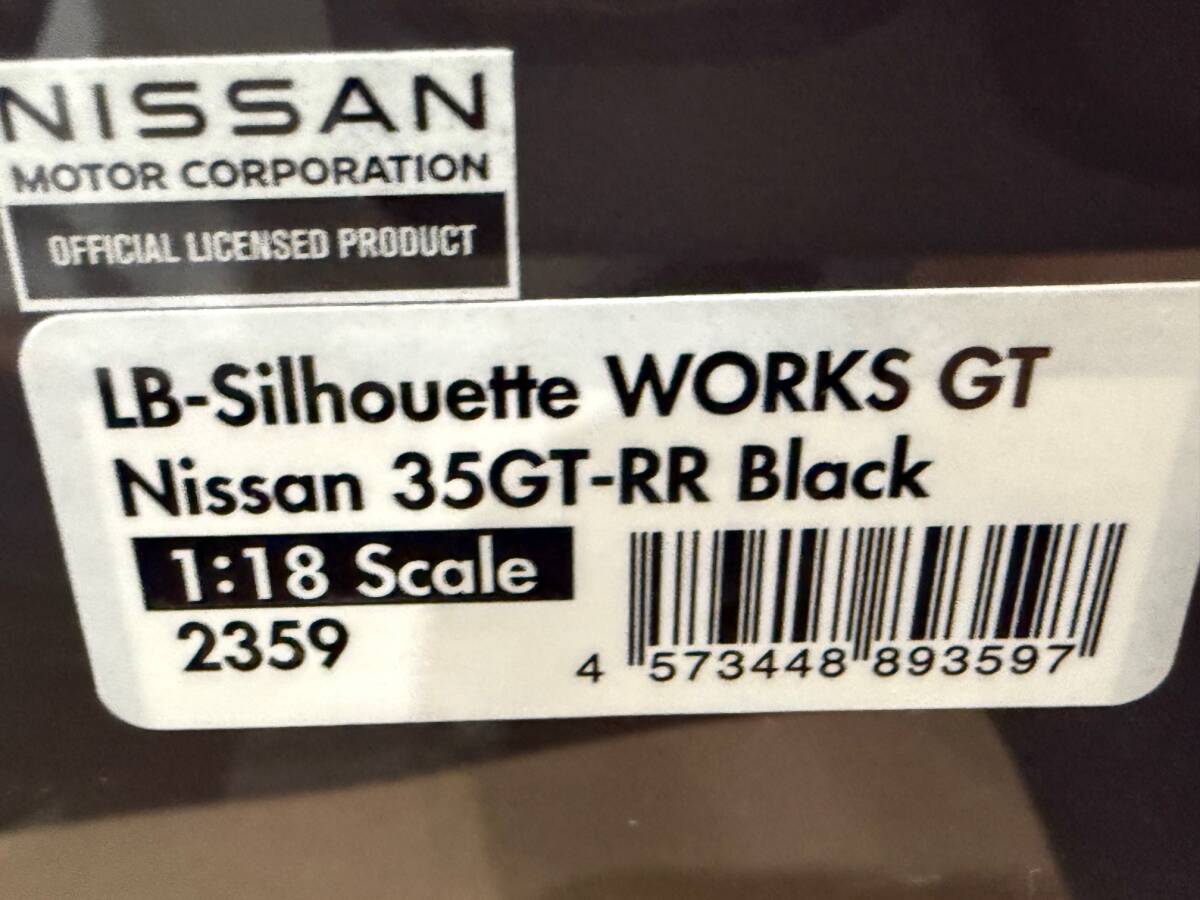 NISSAN
MOTOR CORPORATION
OFFICIAL LICENSED PRODUCT
LB-Silhouette WORKS GT
Nissan 35GT-RR Black
1:18 Scale
2359
4 573448 893597